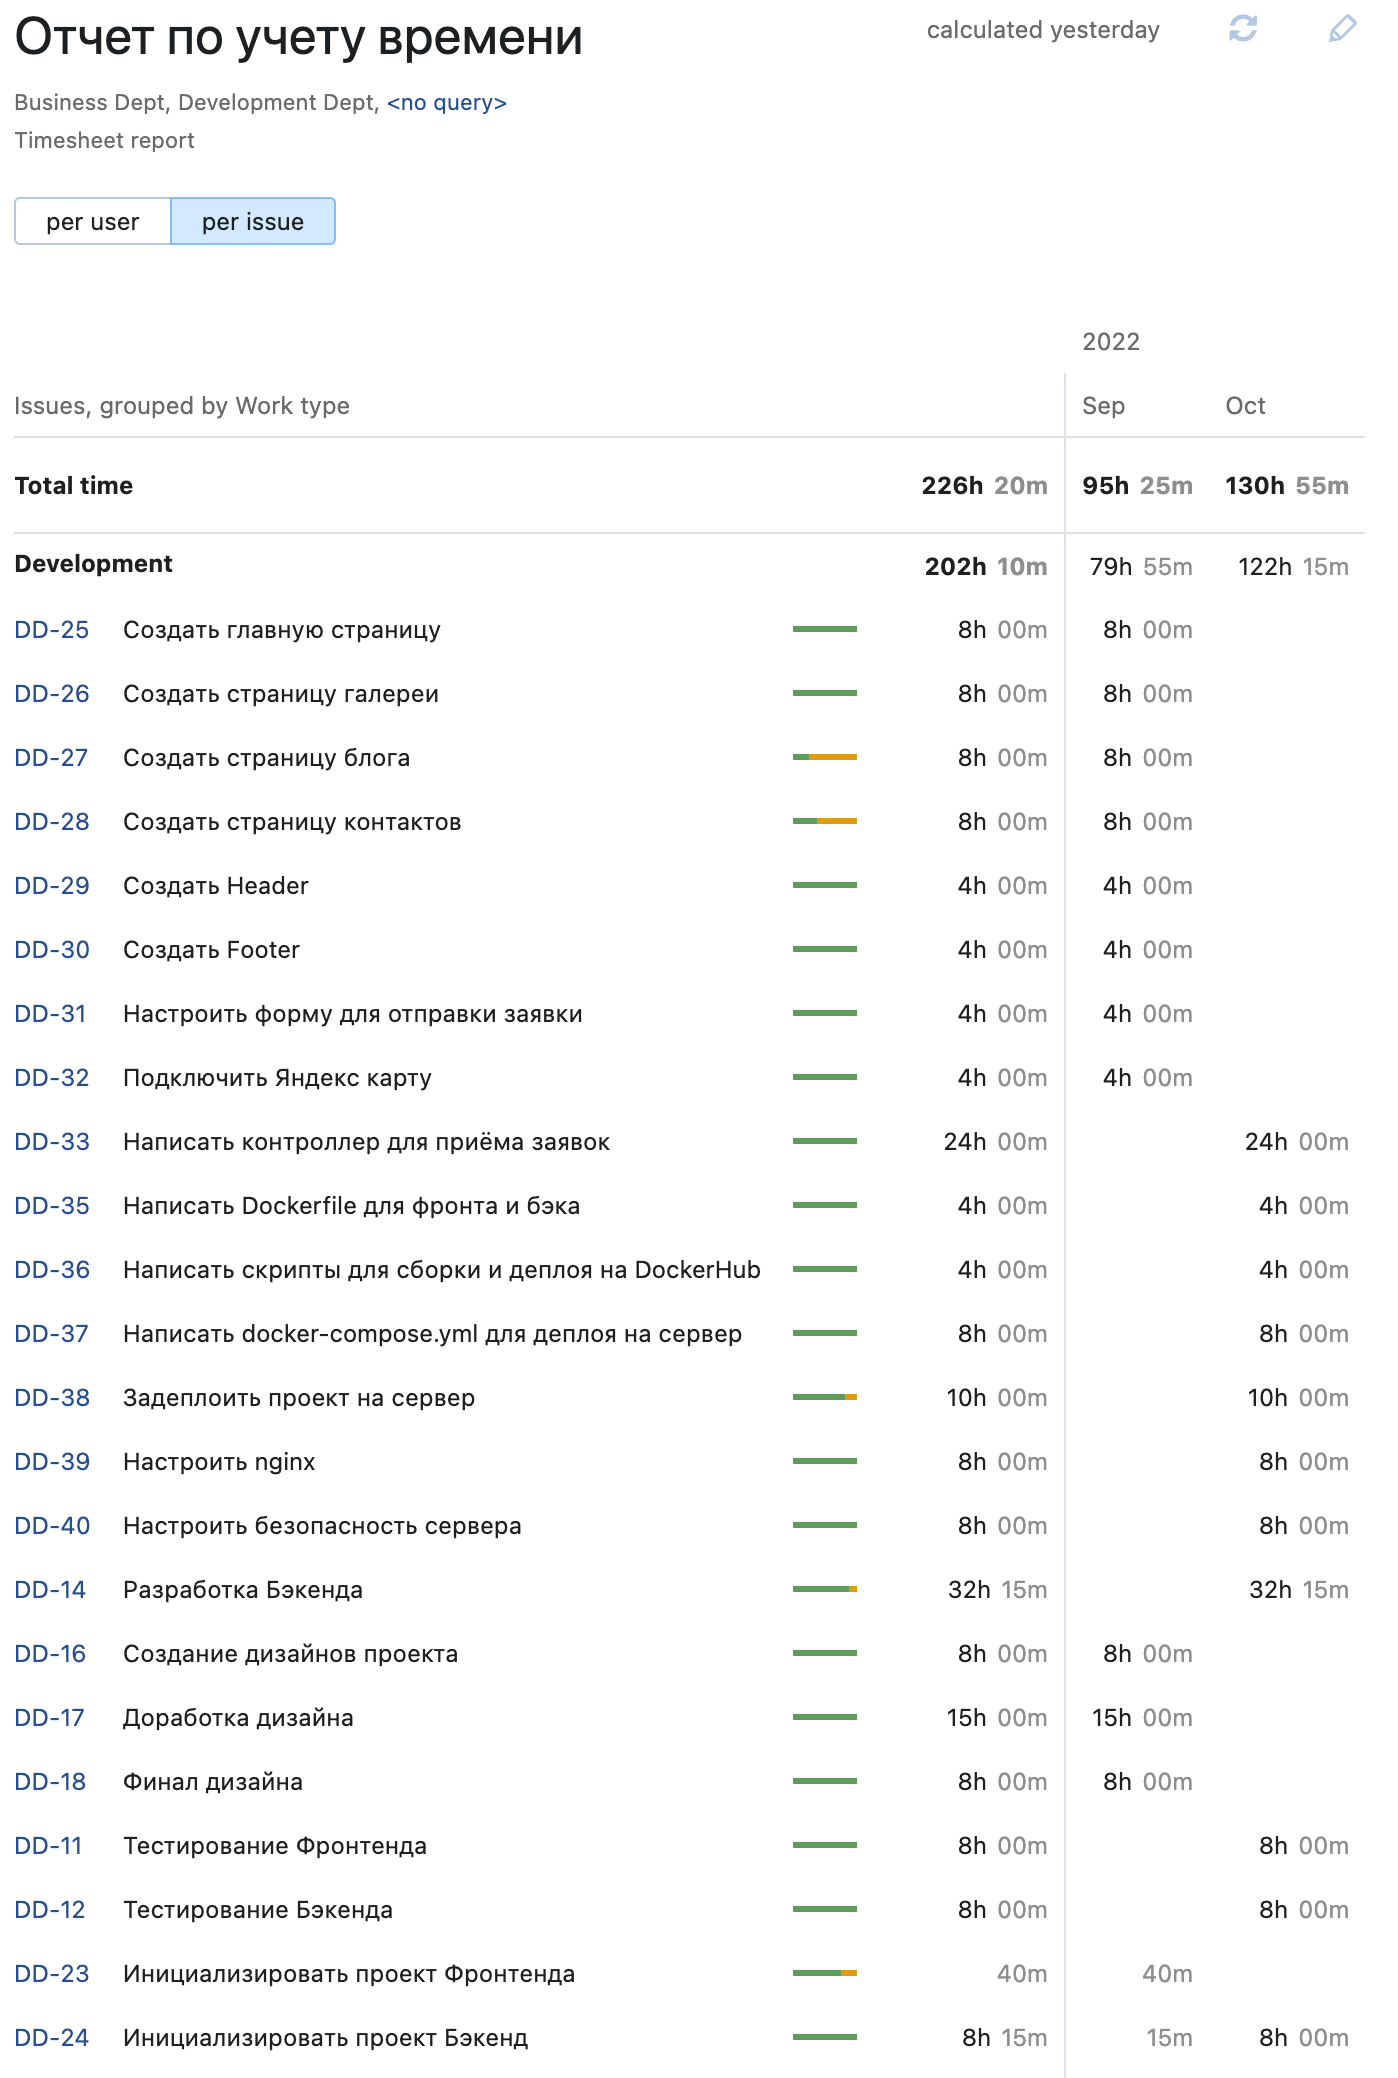 Отчет по учету времени
calculated yesterday
Business Dept, Development Dept, <no query>
Timesheet report
per user per issue
2022
Issues, grouped by Work type Sep Oct
Total time 226h 20m 95h 25m 130h 55m
Development 202h 10m 79h 55m 122h 15m
DD-25 Создать главную страницу 8h 00m 8h 00m
DD-26 Создать страницу галереи 8h 00m 8h 00m
DD-27 Создать страницу блога 8h 00m 8h 00m
DD-28 Создать страницу контактов 8h 00m 8h 00m
DD-29 Создать Header 4h 00m 4h 00m
DD-30 Создать Footer 4h 00m 4h 00m
DD-31 Настроить форму для отправки заявки 4h 00m 4h 00m
DD-32 Подключить Яндекс карту 4h 00m 4h 00m
DD-33 Написать контроллер для приёма заявок 24h 00m 24h 00m
DD-35 Написать Dockerfile для фронта и бэка 4h 00m 4h 00m
DD-36 Написать скрипты для сборки и деплоя на DockerHub 4h 00m 4h 00m
DD-37 Написать docker-compose.yml для деплоя на сервер 8h 00m 8h 00m
DD-38 Задеплоить проект на сервер 10h 00m 10h 00m
DD-39 Настроить nginx 8h 00m 8h 00m
DD-40 Настроить безопасность сервера 8h 00m 8h 00m
DD-14 Разработка Бэкенда 32h 15m 32h 15m
DD-16 Создание дизайнов проекта 8h 00m 8h 00m
DD-17 Доработка дизайна 15h 00m 15h 00m
DD-18 Финал дизайна 8h 00m 8h 00m
DD-11 Тестирование Фронтенда 8h 00m 8h 00m
DD-12 Тестирование Бэкенда 8h 00m 8h 00m
DD-23 Инициализировать проект Фронтенда 40m 40m
DD-24 Инициализировать проект Бэкенд 8h 15m 15m 8h 00m